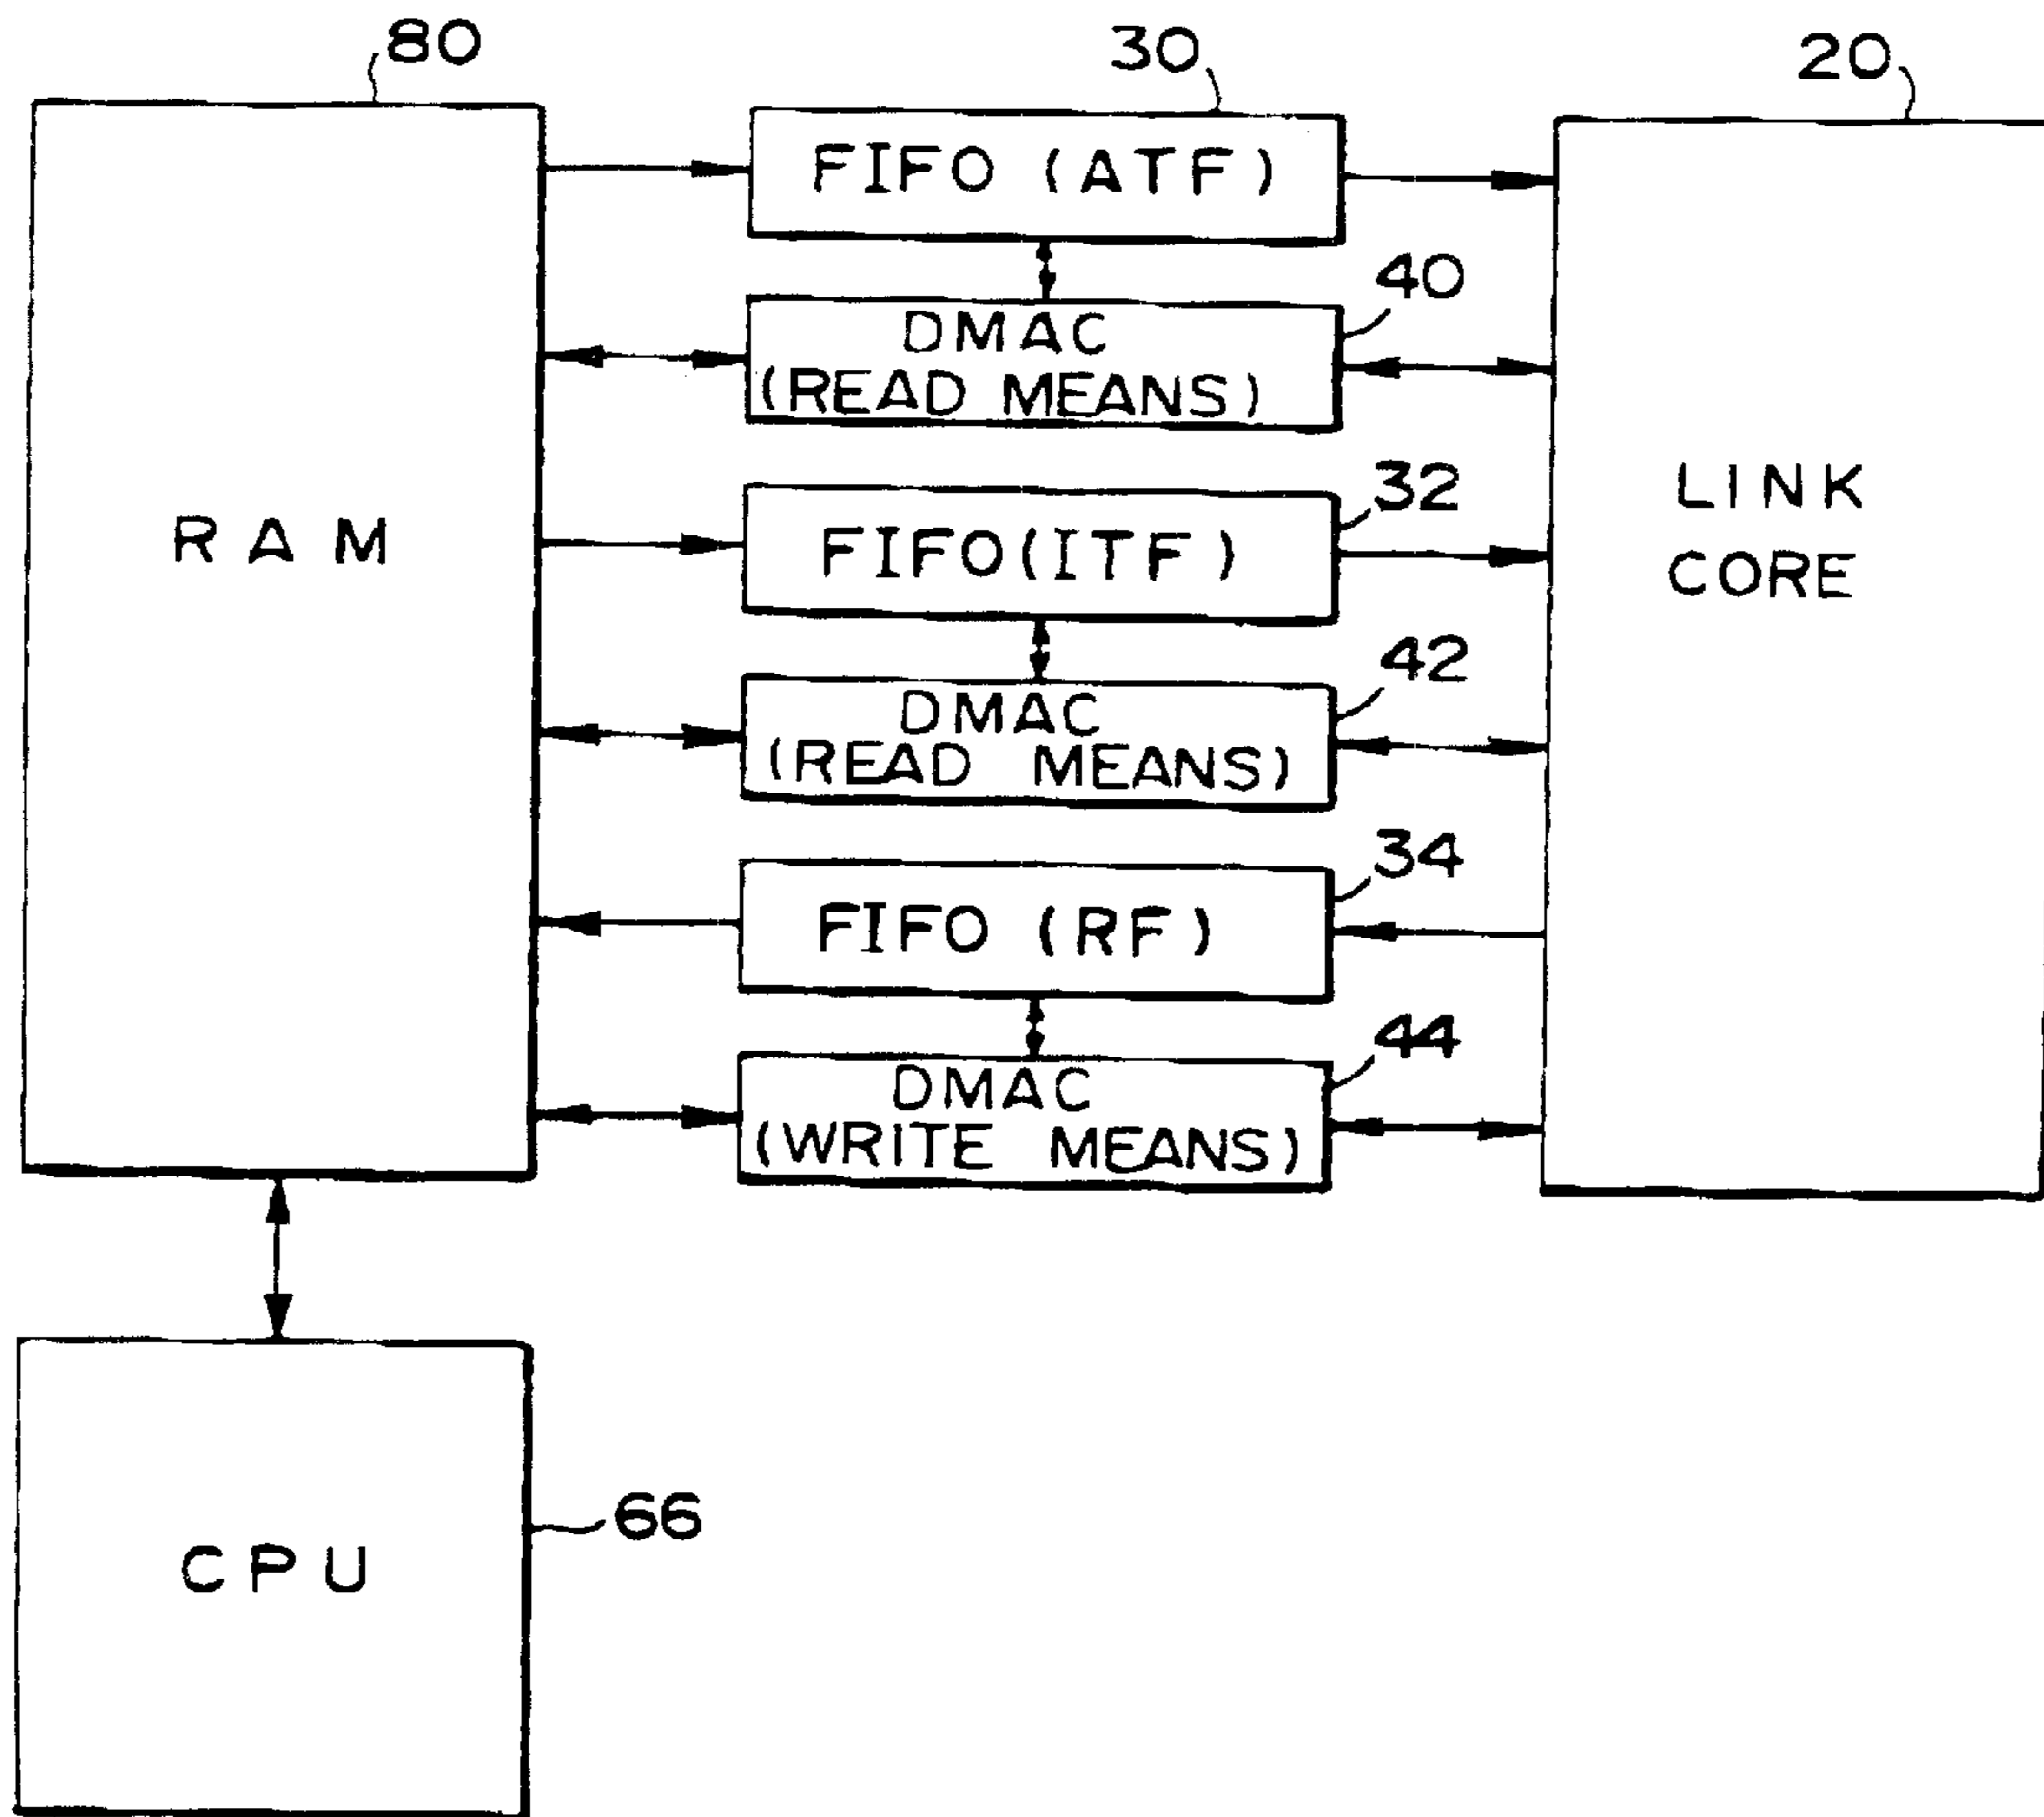 80
30
20
FIFO (ATF)
40
DMAC
(READ MEANS)
32
RAM
FIFO (ITF)
LINK
CORE
42
DMAC
(READ MEANS)
34
FIFO (RF)
44
DMAC
(WRITE MEANS)
66
CPU